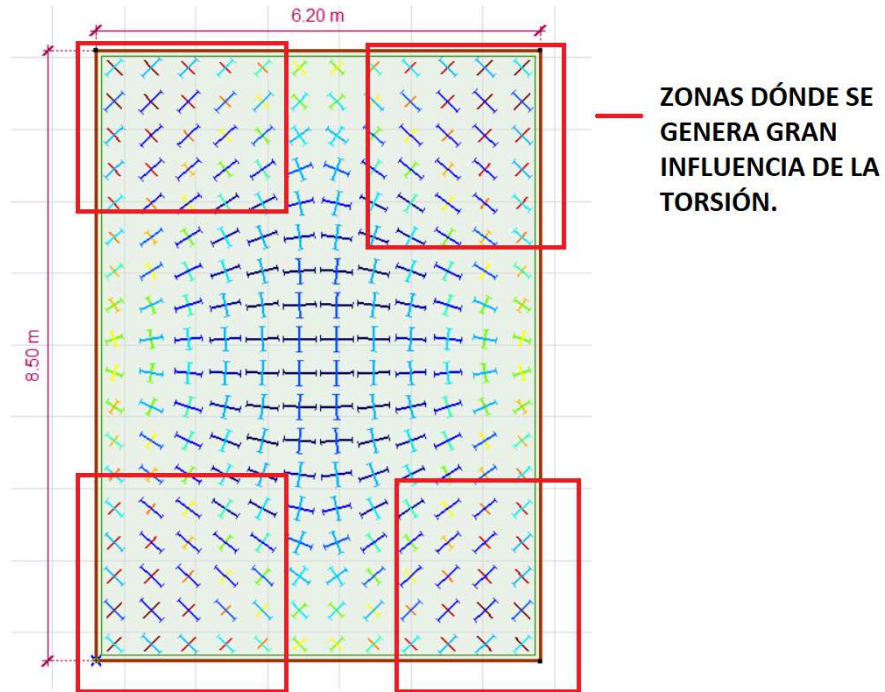 6.20 m
8.50 m
ZONAS DÓNDE SE
GENERA GRAN
INFLUENCIA DE LA
TORSIÓN.